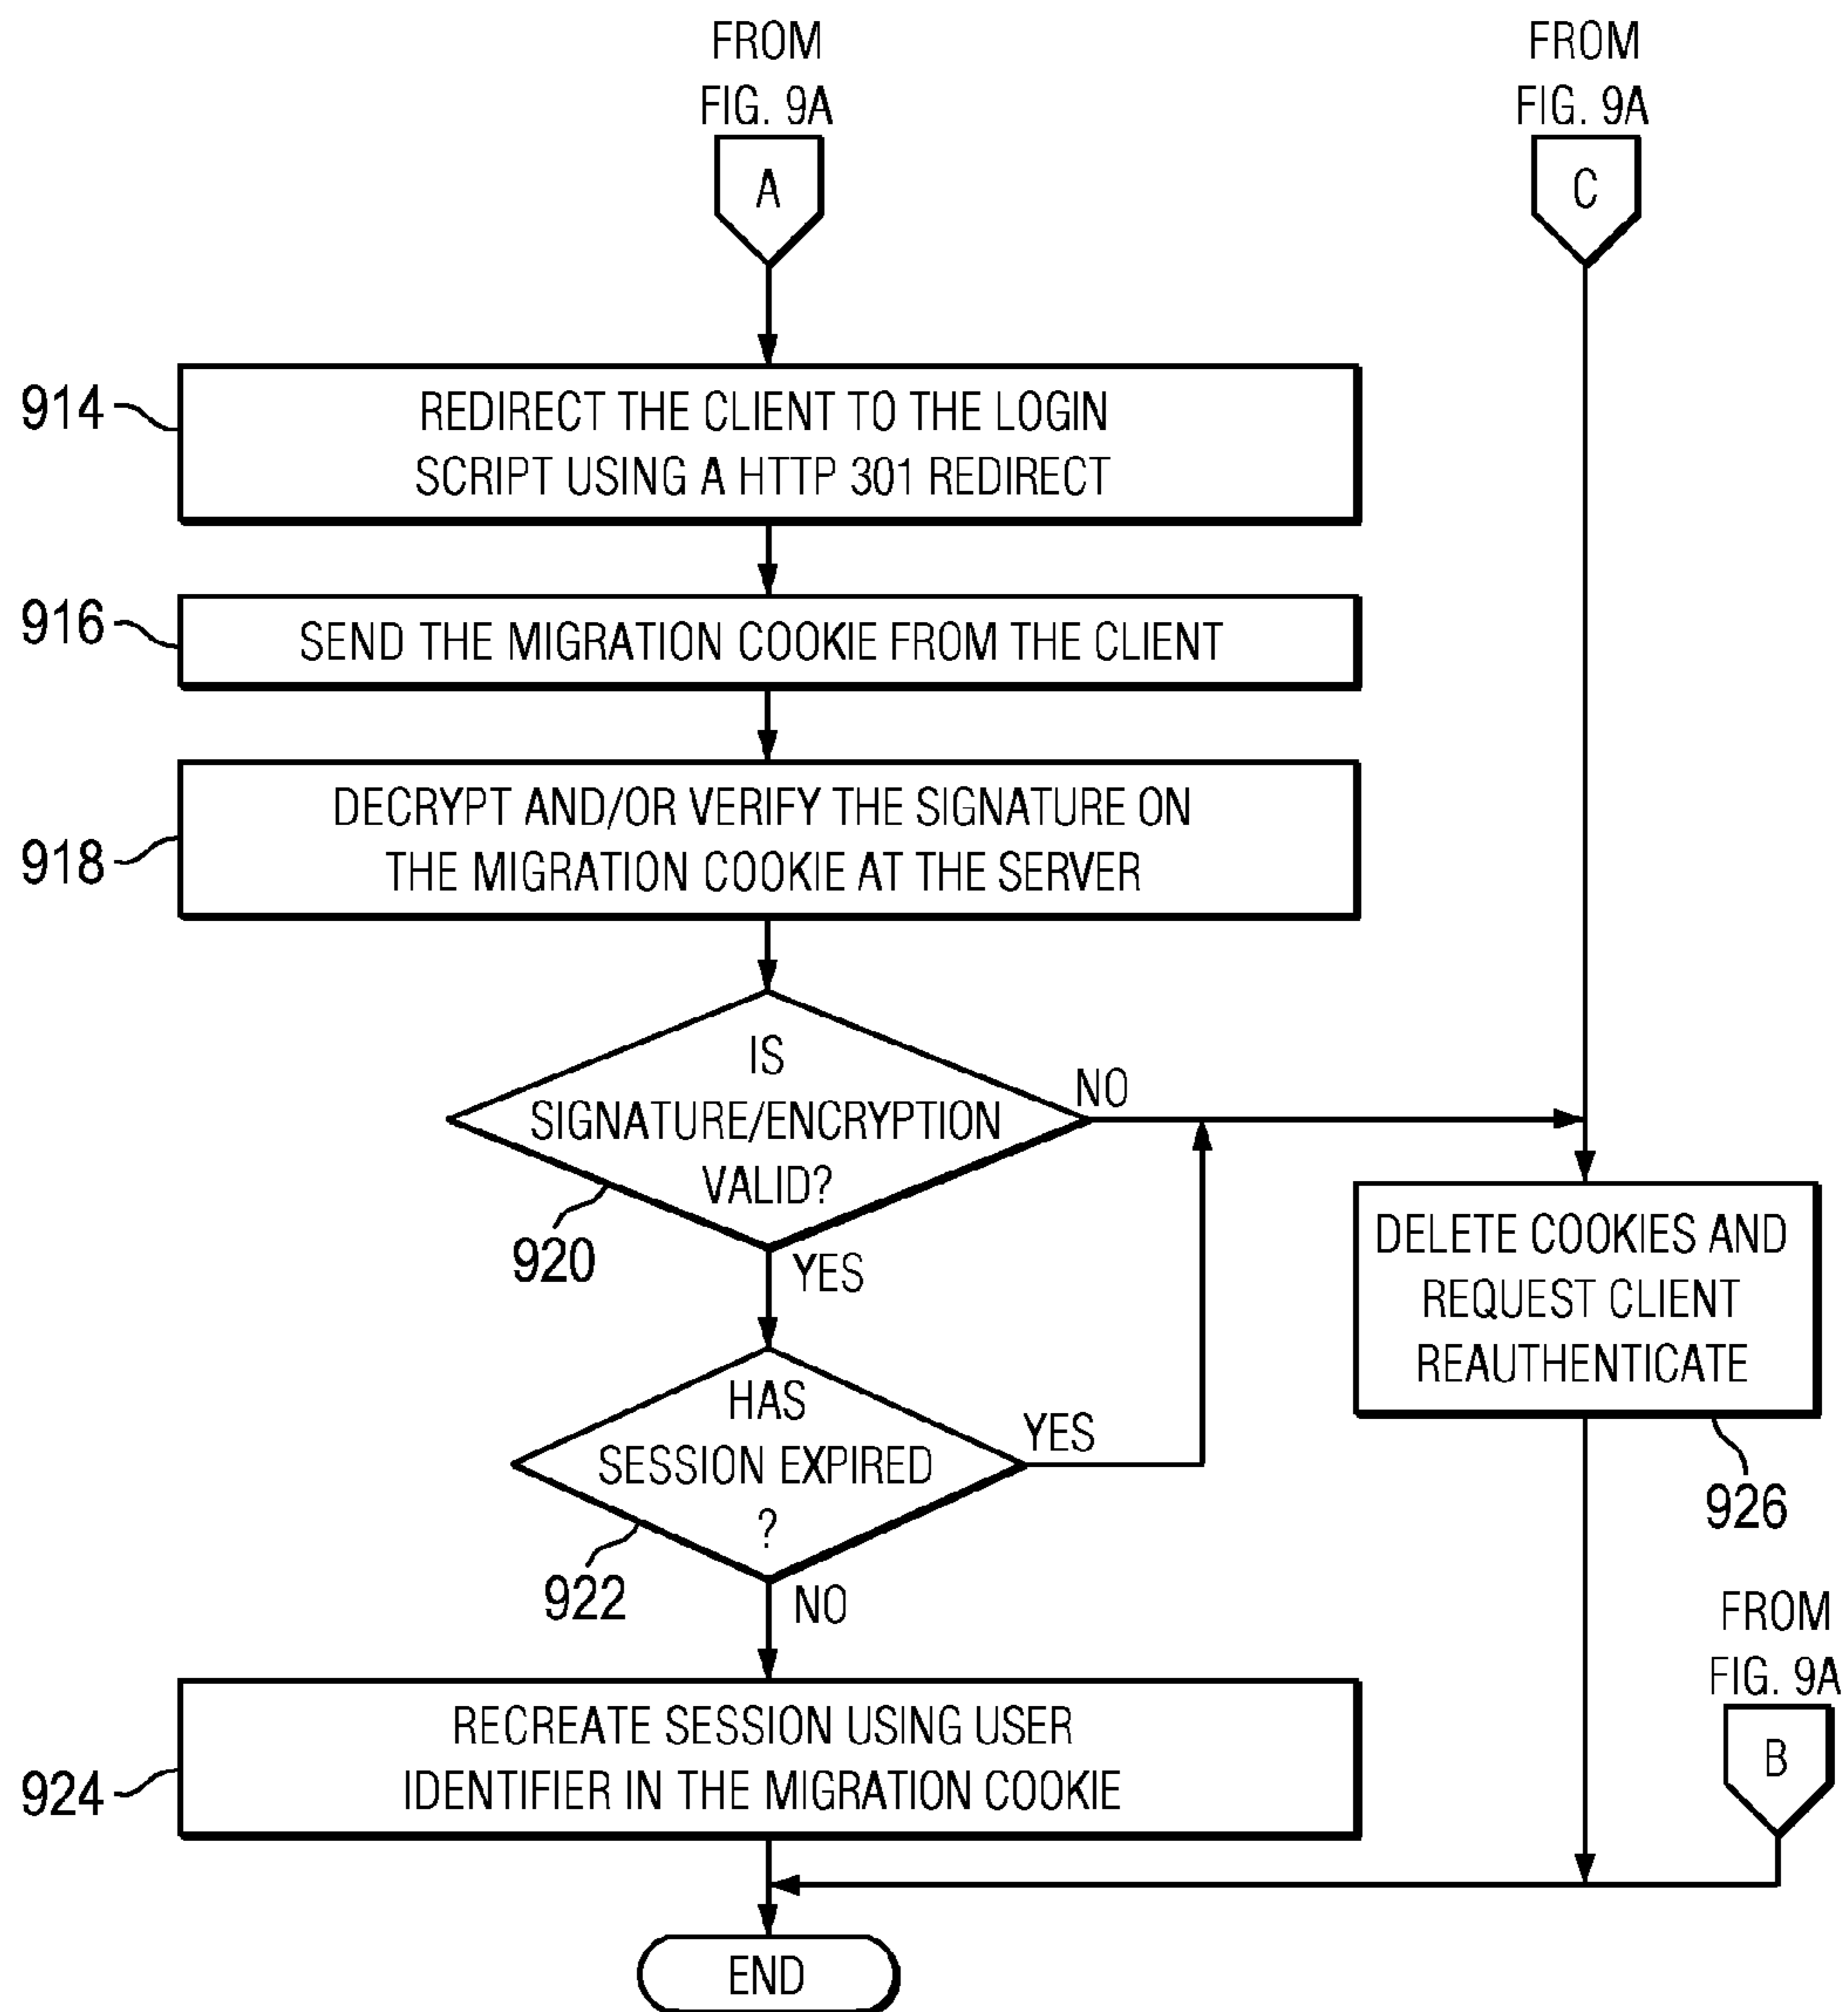 FROM
FIG. 9A
A
FROM
FIG. 9A
C
914
REDIRECT THE CLIENT TO THE LOGIN
SCRIPT USING A HTTP 301 REDIRECT
916
SEND THE MIGRATION COOKIE FROM THE CLIENT
918
DECRYPT AND/OR VERIFY THE SIGNATURE ON
THE MIGRATION COOKIE AT THE SERVER
IS
SIGNATURE/ENCRYPTION
VALID?
920
NO
YES
DELETE COOKIES AND
REQUEST CLIENT
REAUTHENTICATE
926
HAS
SESSION EXPIRED
?
922
YES
NO
924
RECREATE SESSION USING USER
IDENTIFIER IN THE MIGRATION COOKIE
FROM
FIG. 9A
B
END